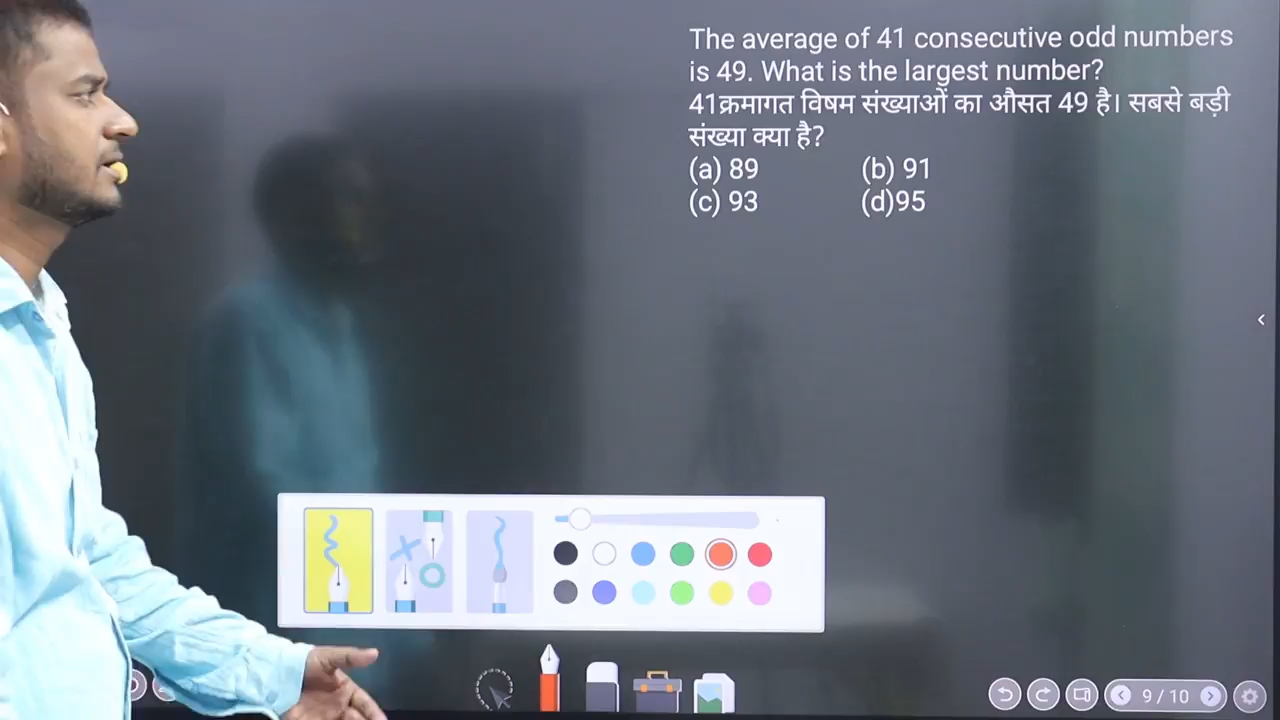 The average of 41 consecutive odd numbers
is 49. What is the largest number?
41क्रमागत विषम संख्याओं का औसत 49 है। सबसे बड़ी
संख्या क्या है?
(a) 89 (b) 91
(c) 93 (d)95
9 / 10